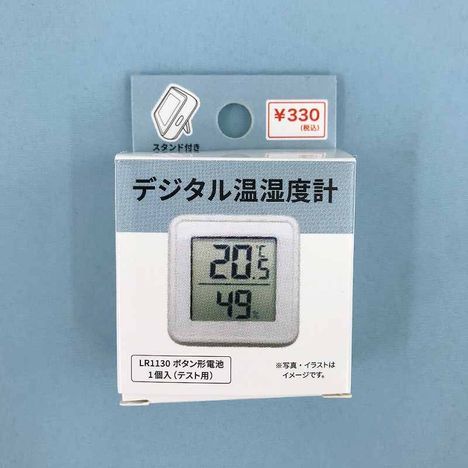 ¥330
(税込)
スタンド付き
デジタル温湿度計
20.5℃
49%
LR1130 ボタン形電池
1個入(テスト用)
※写真・イラストは
イメージです。